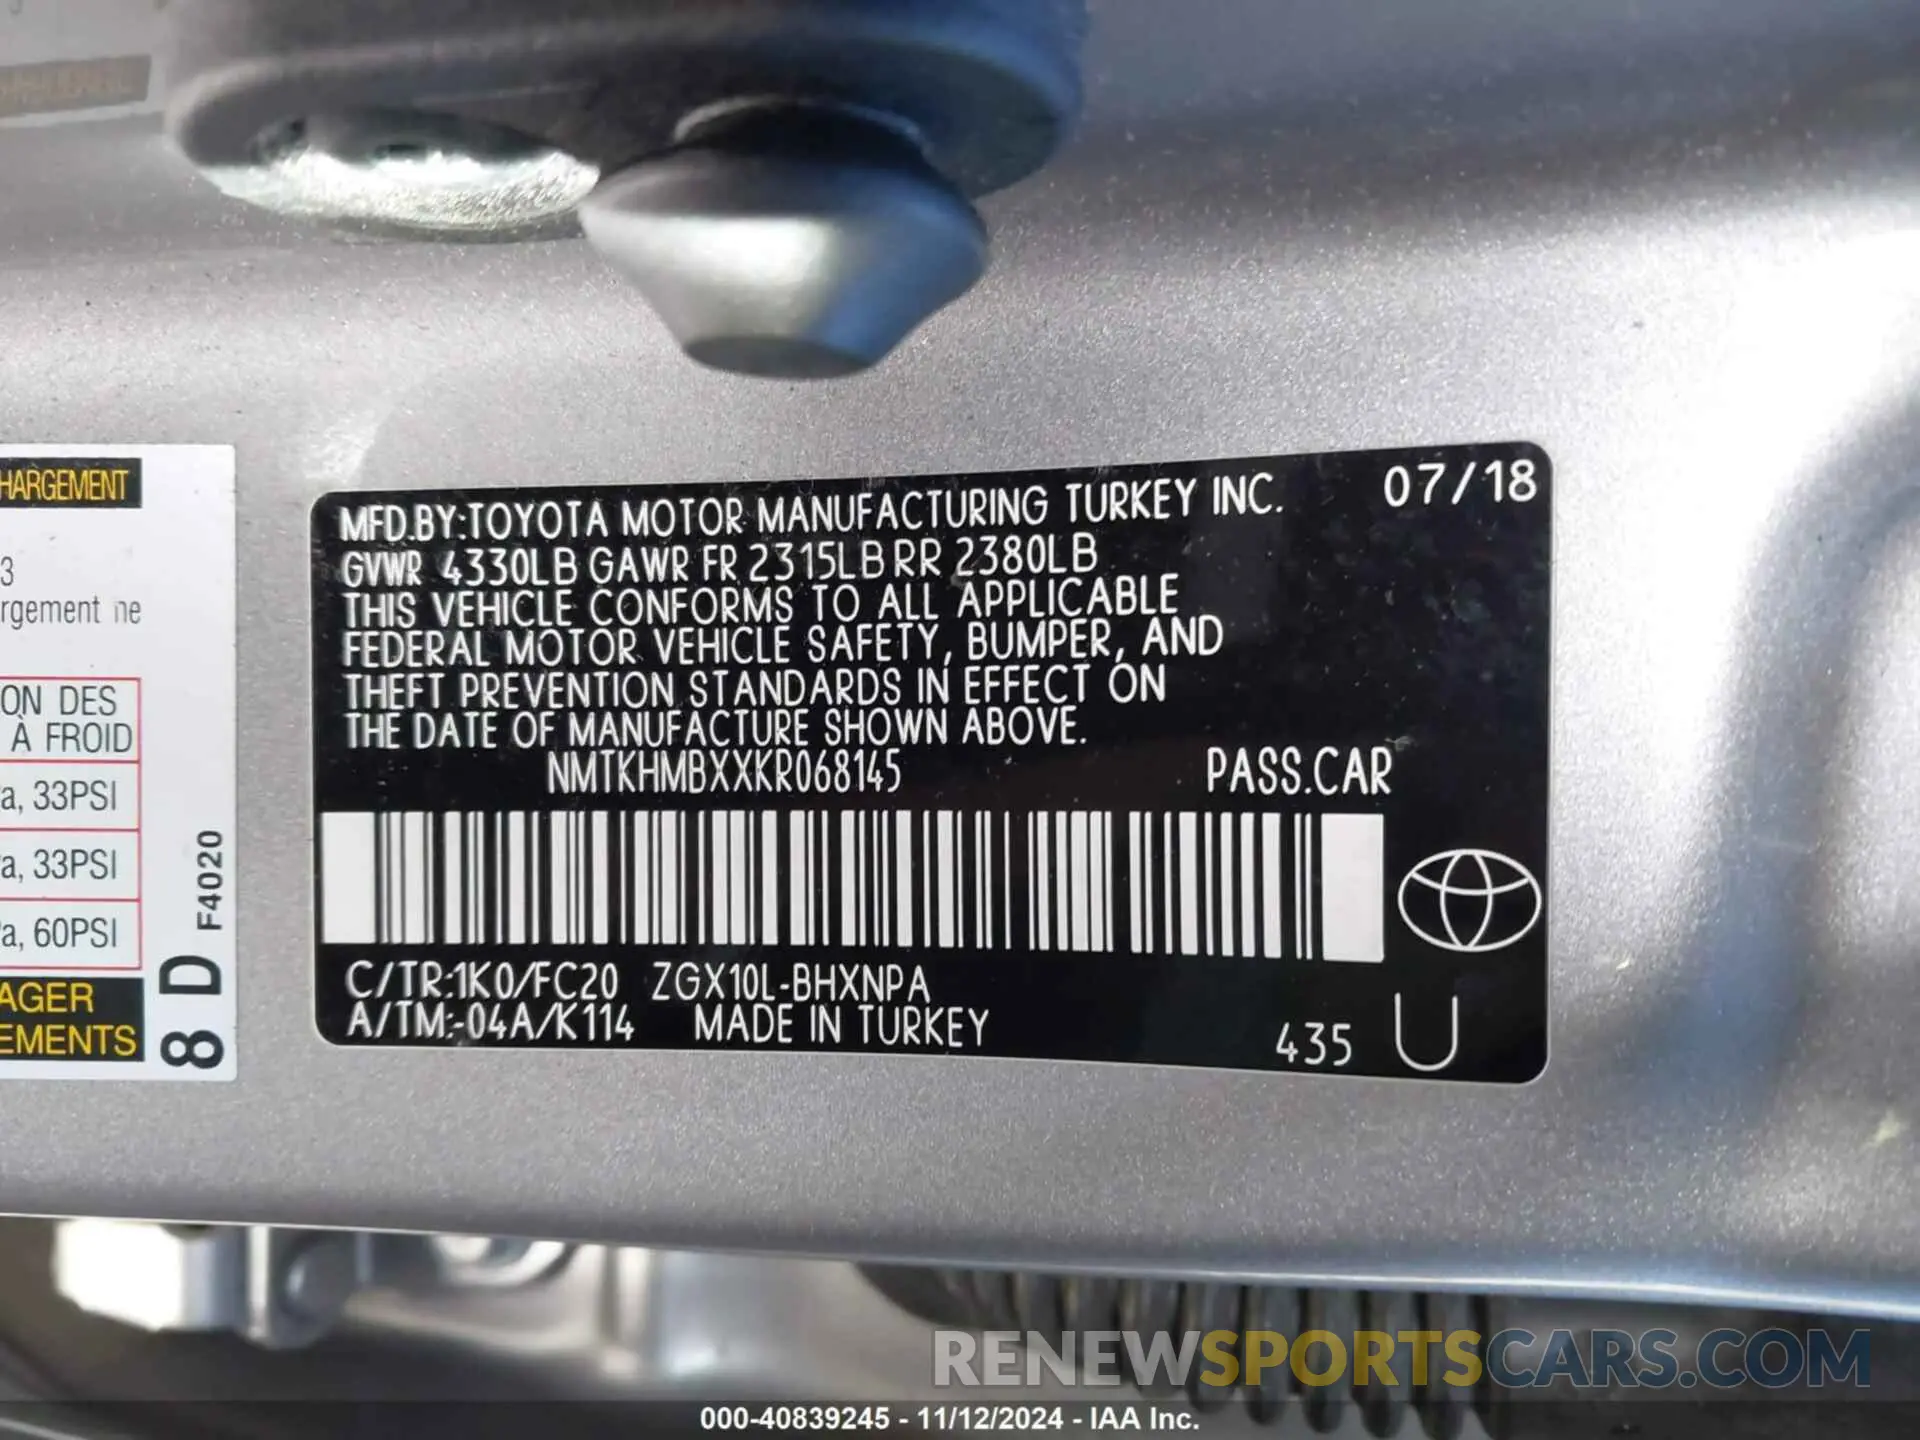 HARGEMENT
3
rgement ne
ON DES
À FROID
a, 33PSI
a, 33PSI
a, 60PSI
AGER
EMENTS
8 D F4020
MFD.BY:TOYOTA MOTOR MANUFACTURING TURKEY INC. 07/18
GVWR 4330LB GAWR FR 2315LB RR 2380LB
THIS VEHICLE CONFORMS TO ALL APPLICABLE
FEDERAL MOTOR VEHICLE SAFETY, BUMPER, AND
THEFT PREVENTION STANDARDS IN EFFECT ON
THE DATE OF MANUFACTURE SHOWN ABOVE.
NMTKHMBXXKR068145 PASS.CAR
C/TR:1K0/FC20 ZGX10L-BHXNPA
A/TM:-04A/K114 MADE IN TURKEY 435 U
RENEWSPORTSCARS.COM
000-40839245 - 11/12/2024 - IAA Inc.